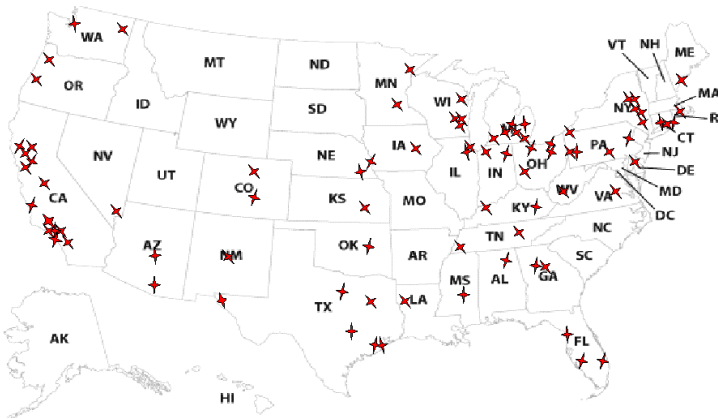 VT NH ME
WA
MT ND
MN
OR
ID
WI
NY
MA
SD
WY
R
CT
IA
PA
NJ
NE
NV
OH
IL IN
DE
UT
CO
WV
MD
CA
KS MO
KY
VA
DC
NC
TN
AZ
NM
OK
AR
SC
MS AL GA
TX
LA
AK
FL
HI